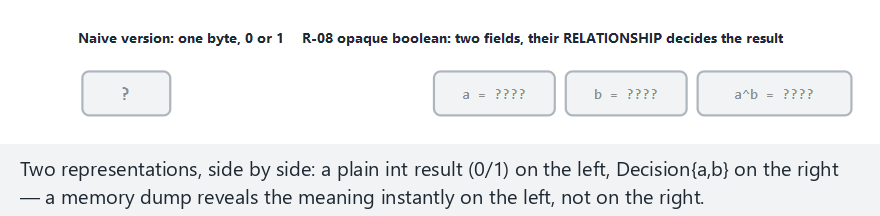 Naive version: one byte, 0 or 1    R-08 opaque boolean: two fields, their RELATIONSHIP decides the result
?    a = ????    b = ????    a^b = ????
Two representations, side by side: a plain int result (0/1) on the left, Decision{a,b} on the right
— a memory dump reveals the meaning instantly on the left, not on the right.